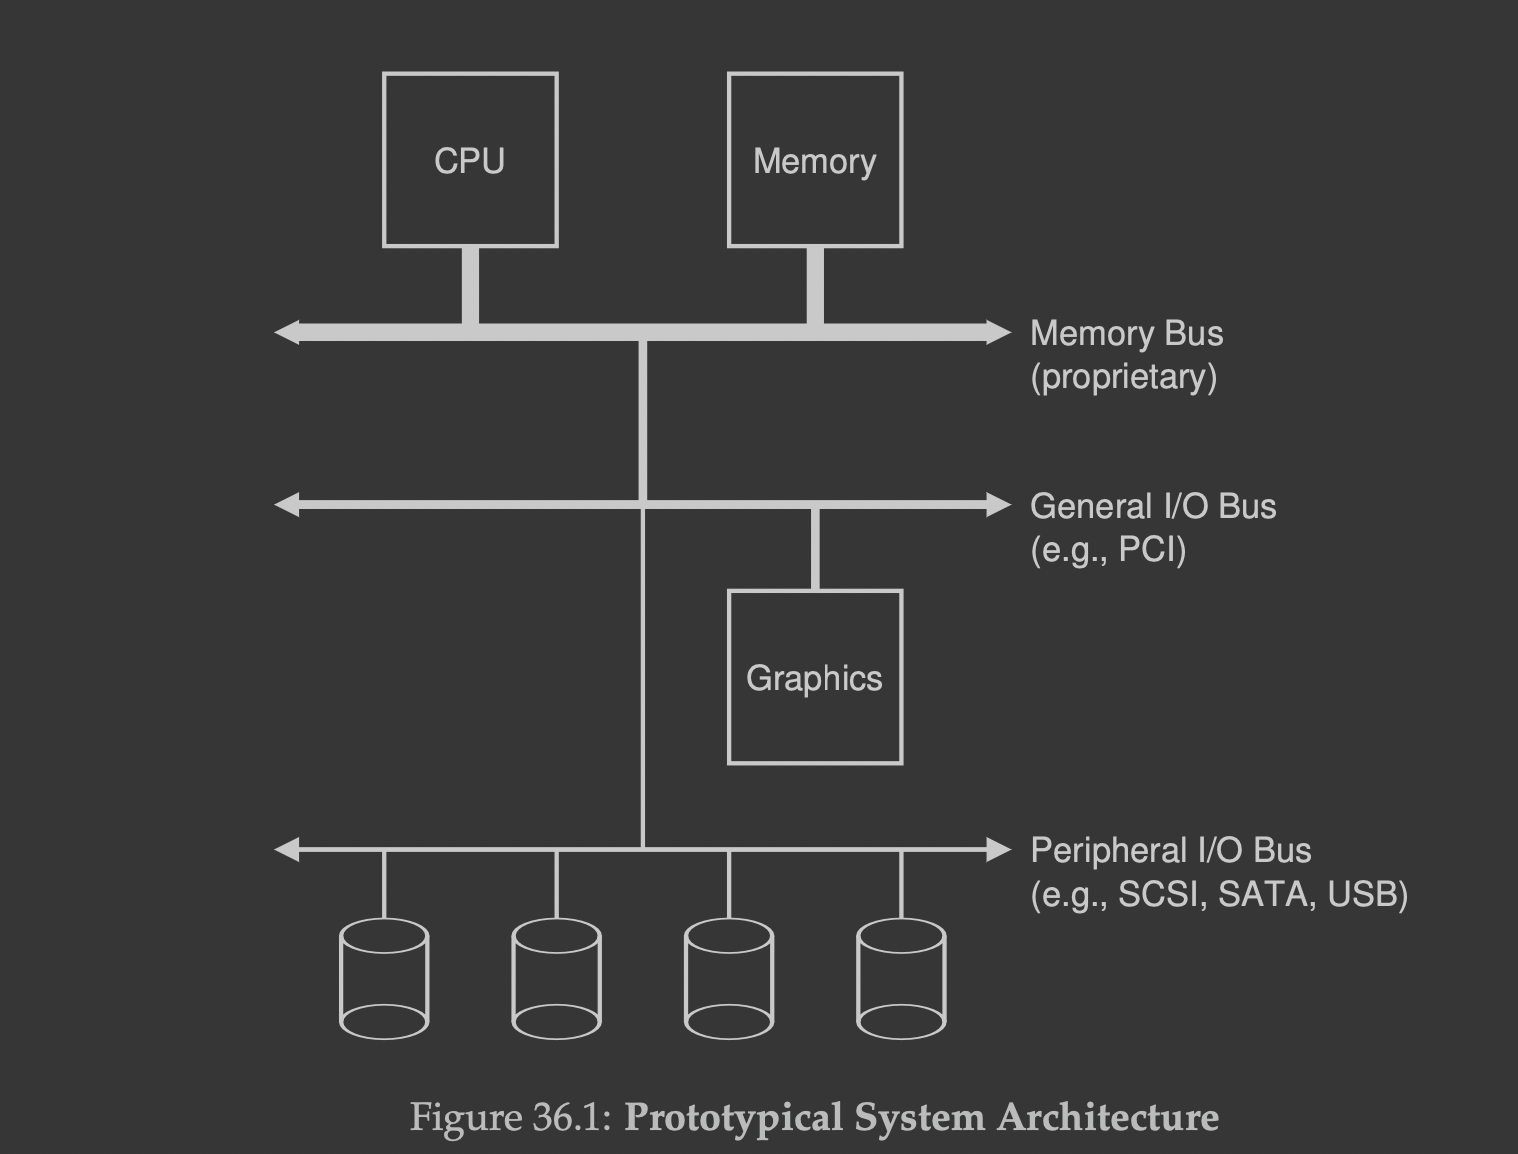 CPU
Memory
Memory Bus
(proprietary)
General I/O Bus
(e.g., PCI)
Graphics
Peripheral I/O Bus
(e.g., SCSI, SATA, USB)
Figure 36.1: Prototypical System Architecture